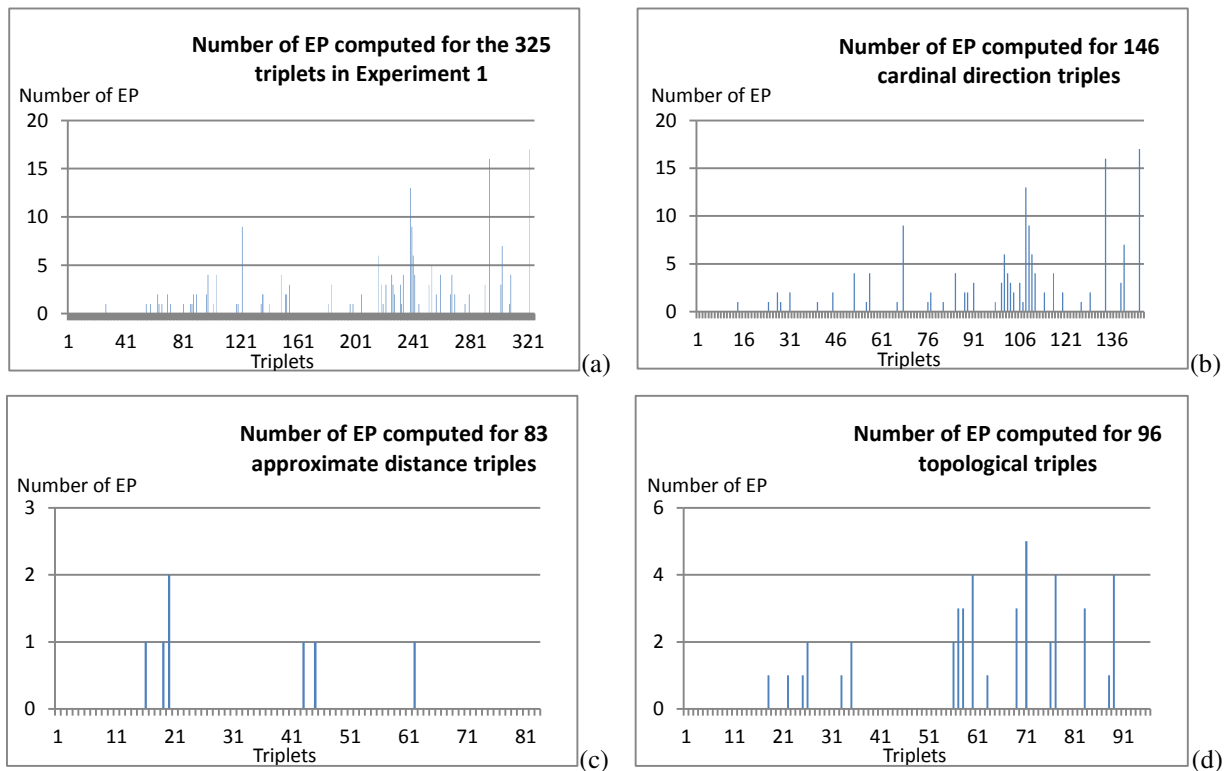 Number of EP computed for the 325
triplets in Experiment 1
Number of EP
20
15
10
5
0
1 41 81 121 161 201 241 281 321
Triplets
(a)
Number of EP computed for 146
cardinal direction triples
Number of EP
20
15
10
5
0
1 16 31 46 61 76 91 106 121 136
Triplets
(b)
Number of EP computed for 83
approximate distance triples
Number of EP
3
2
1
0
1 11 21 31 41 51 61 71 81
Triplets
(c)
Number of EP computed for 96
topological triples
Number of EP
6
4
2
0
1 11 21 31 41 51 61 71 81 91
Triplets
(d)